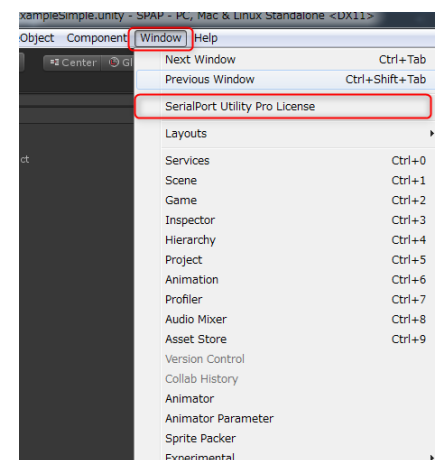 xampleSimple.unity - SPAP - PC, Mac & Linux Standalone <DX11>
Object Component Window Help
Center Gl
Next Window Ctrl+Tab
Previous Window Ctrl+Shift+Tab
SerialPort Utility Pro License
Layouts
ct
Services Ctrl+0
Scene Ctrl+1
Game Ctrl+2
Inspector Ctrl+3
Hierarchy Ctrl+4
Project Ctrl+5
Animation Ctrl+6
Profiler Ctrl+7
Audio Mixer Ctrl+8
Asset Store Ctrl+9
Version Control
Collab History
Animator
Animator Parameter
Sprite Packer
Experimental